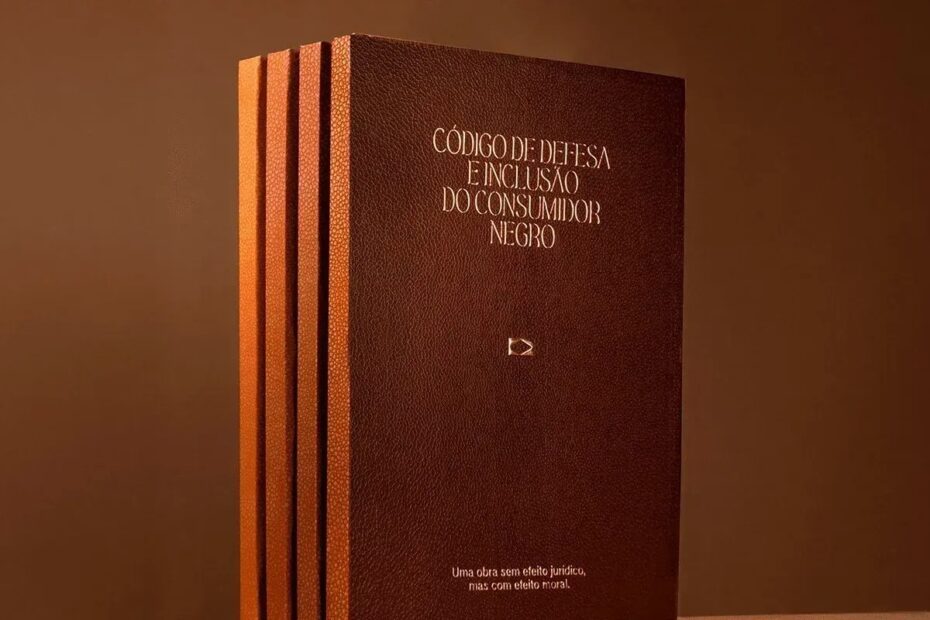 CÓDIGO DE DEFESA
E INCLUSÃO
DO CONSUMIDOR
NEGRO
Uma obra sem efeito jurídico,
mas com efeito moral.